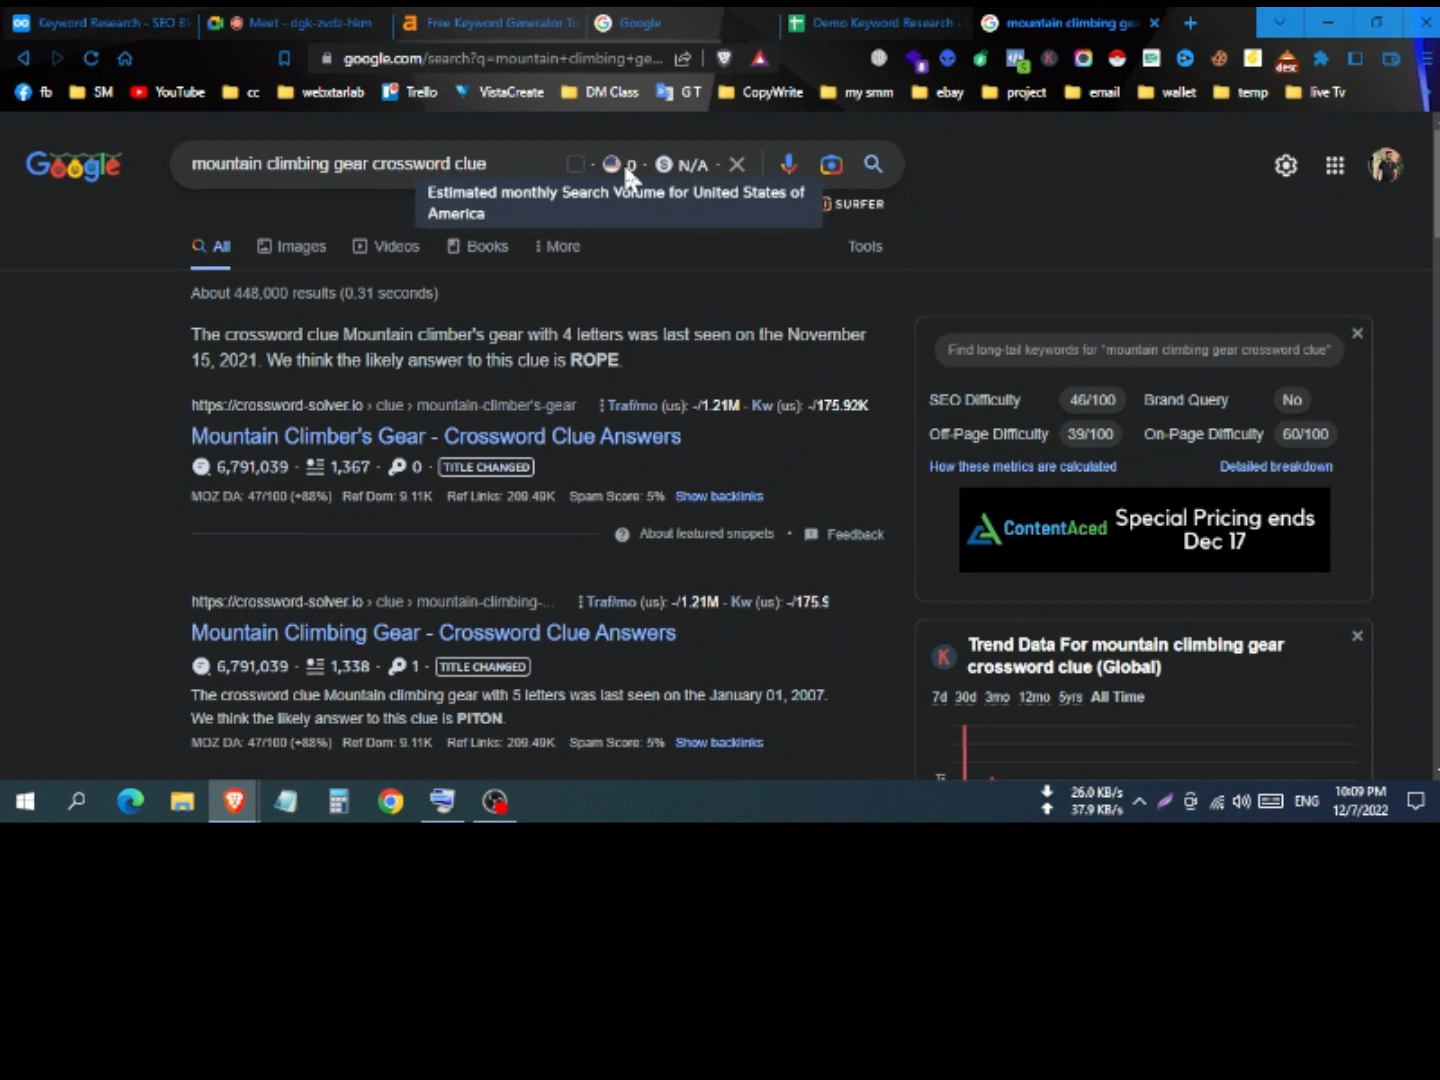 Keyword Research - SEO Bl
Meet - dgk-zvdz-hkm
Free Keyword Generator To
Google
Demo Keyword Research -
mountain climbing ge
google.com/search?q=mountain+climbing+ge...
desc
fb
SM
YouTube
cc
webxtarlab
Trello
VistaCreate
DM Class
G T
CopyWrite
my smm
ebay
project
email
wallet
temp
live Tv
Google
mountain climbing gear crossword clue
0 · N/A ·
Estimated monthly Search Volume for United States of
America
SURFER
All
Images
Videos
Books
More
Tools
About 448,000 results (0.31 seconds)
The crossword clue Mountain climber's gear with 4 letters was last seen on the November
15, 2021. We think the likely answer to this clue is ROPE.
https://crossword-solver.io › clue › mountain-climber's-gear
Traf/mo (us): -/1.21M - Kw (us): -/175.92K
Mountain Climber's Gear - Crossword Clue Answers
6,791,039 · 1,367 · 0 · TITLE CHANGED
MOZ DA: 47/100 (+88%) Ref Dom: 9.11K Ref Links: 209.49K Spam Score: 5% Show backlinks
About featured snippets • Feedback
https://crossword-solver.io › clue › mountain-climbing-...
Traf/mo (us): -/1.21M - Kw (us): -/175.9
Mountain Climbing Gear - Crossword Clue Answers
6,791,039 · 1,338 · 1 · TITLE CHANGED
The crossword clue Mountain climbing gear with 5 letters was last seen on the January 01, 2007.
We think the likely answer to this clue is PITON.
MOZ DA: 47/100 (+88%) Ref Dom: 9.11K Ref Links: 209.49K Spam Score: 5% Show backlinks
Find long-tail keywords for "mountain climbing gear crossword clue"
SEO Difficulty 46/100 Brand Query No
Off-Page Difficulty 39/100 On-Page Difficulty 60/100
How these metrics are calculated
Detailed breakdown
ContentAced
Special Pricing ends
Dec 17
K
Trend Data For mountain climbing gear
crossword clue (Global)
7d 30d 3mo 12mo 5yrs All Time
26.0 KB/s
37.9 KB/s
ENG
10:09 PM
12/7/2022